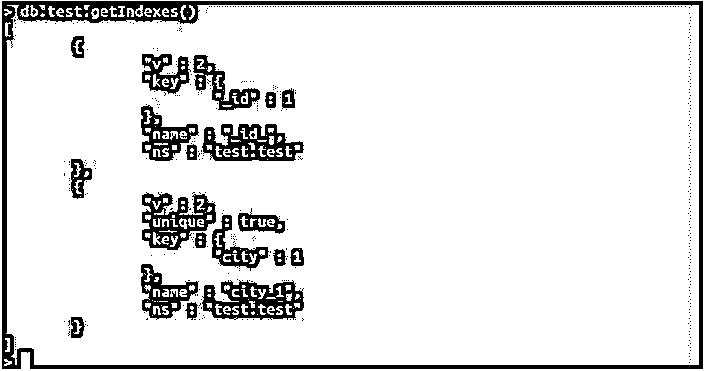 > db.test.getIndexes()
[
{
"v" : 2,
"key" : {
"_id" : 1
},
"name" : "_id_",
"ns" : "test.test"
},
{
"v" : 2,
"unique" : true,
"key" : {
"city" : 1
},
"name" : "city_1",
"ns" : "test.test"
}
]
>